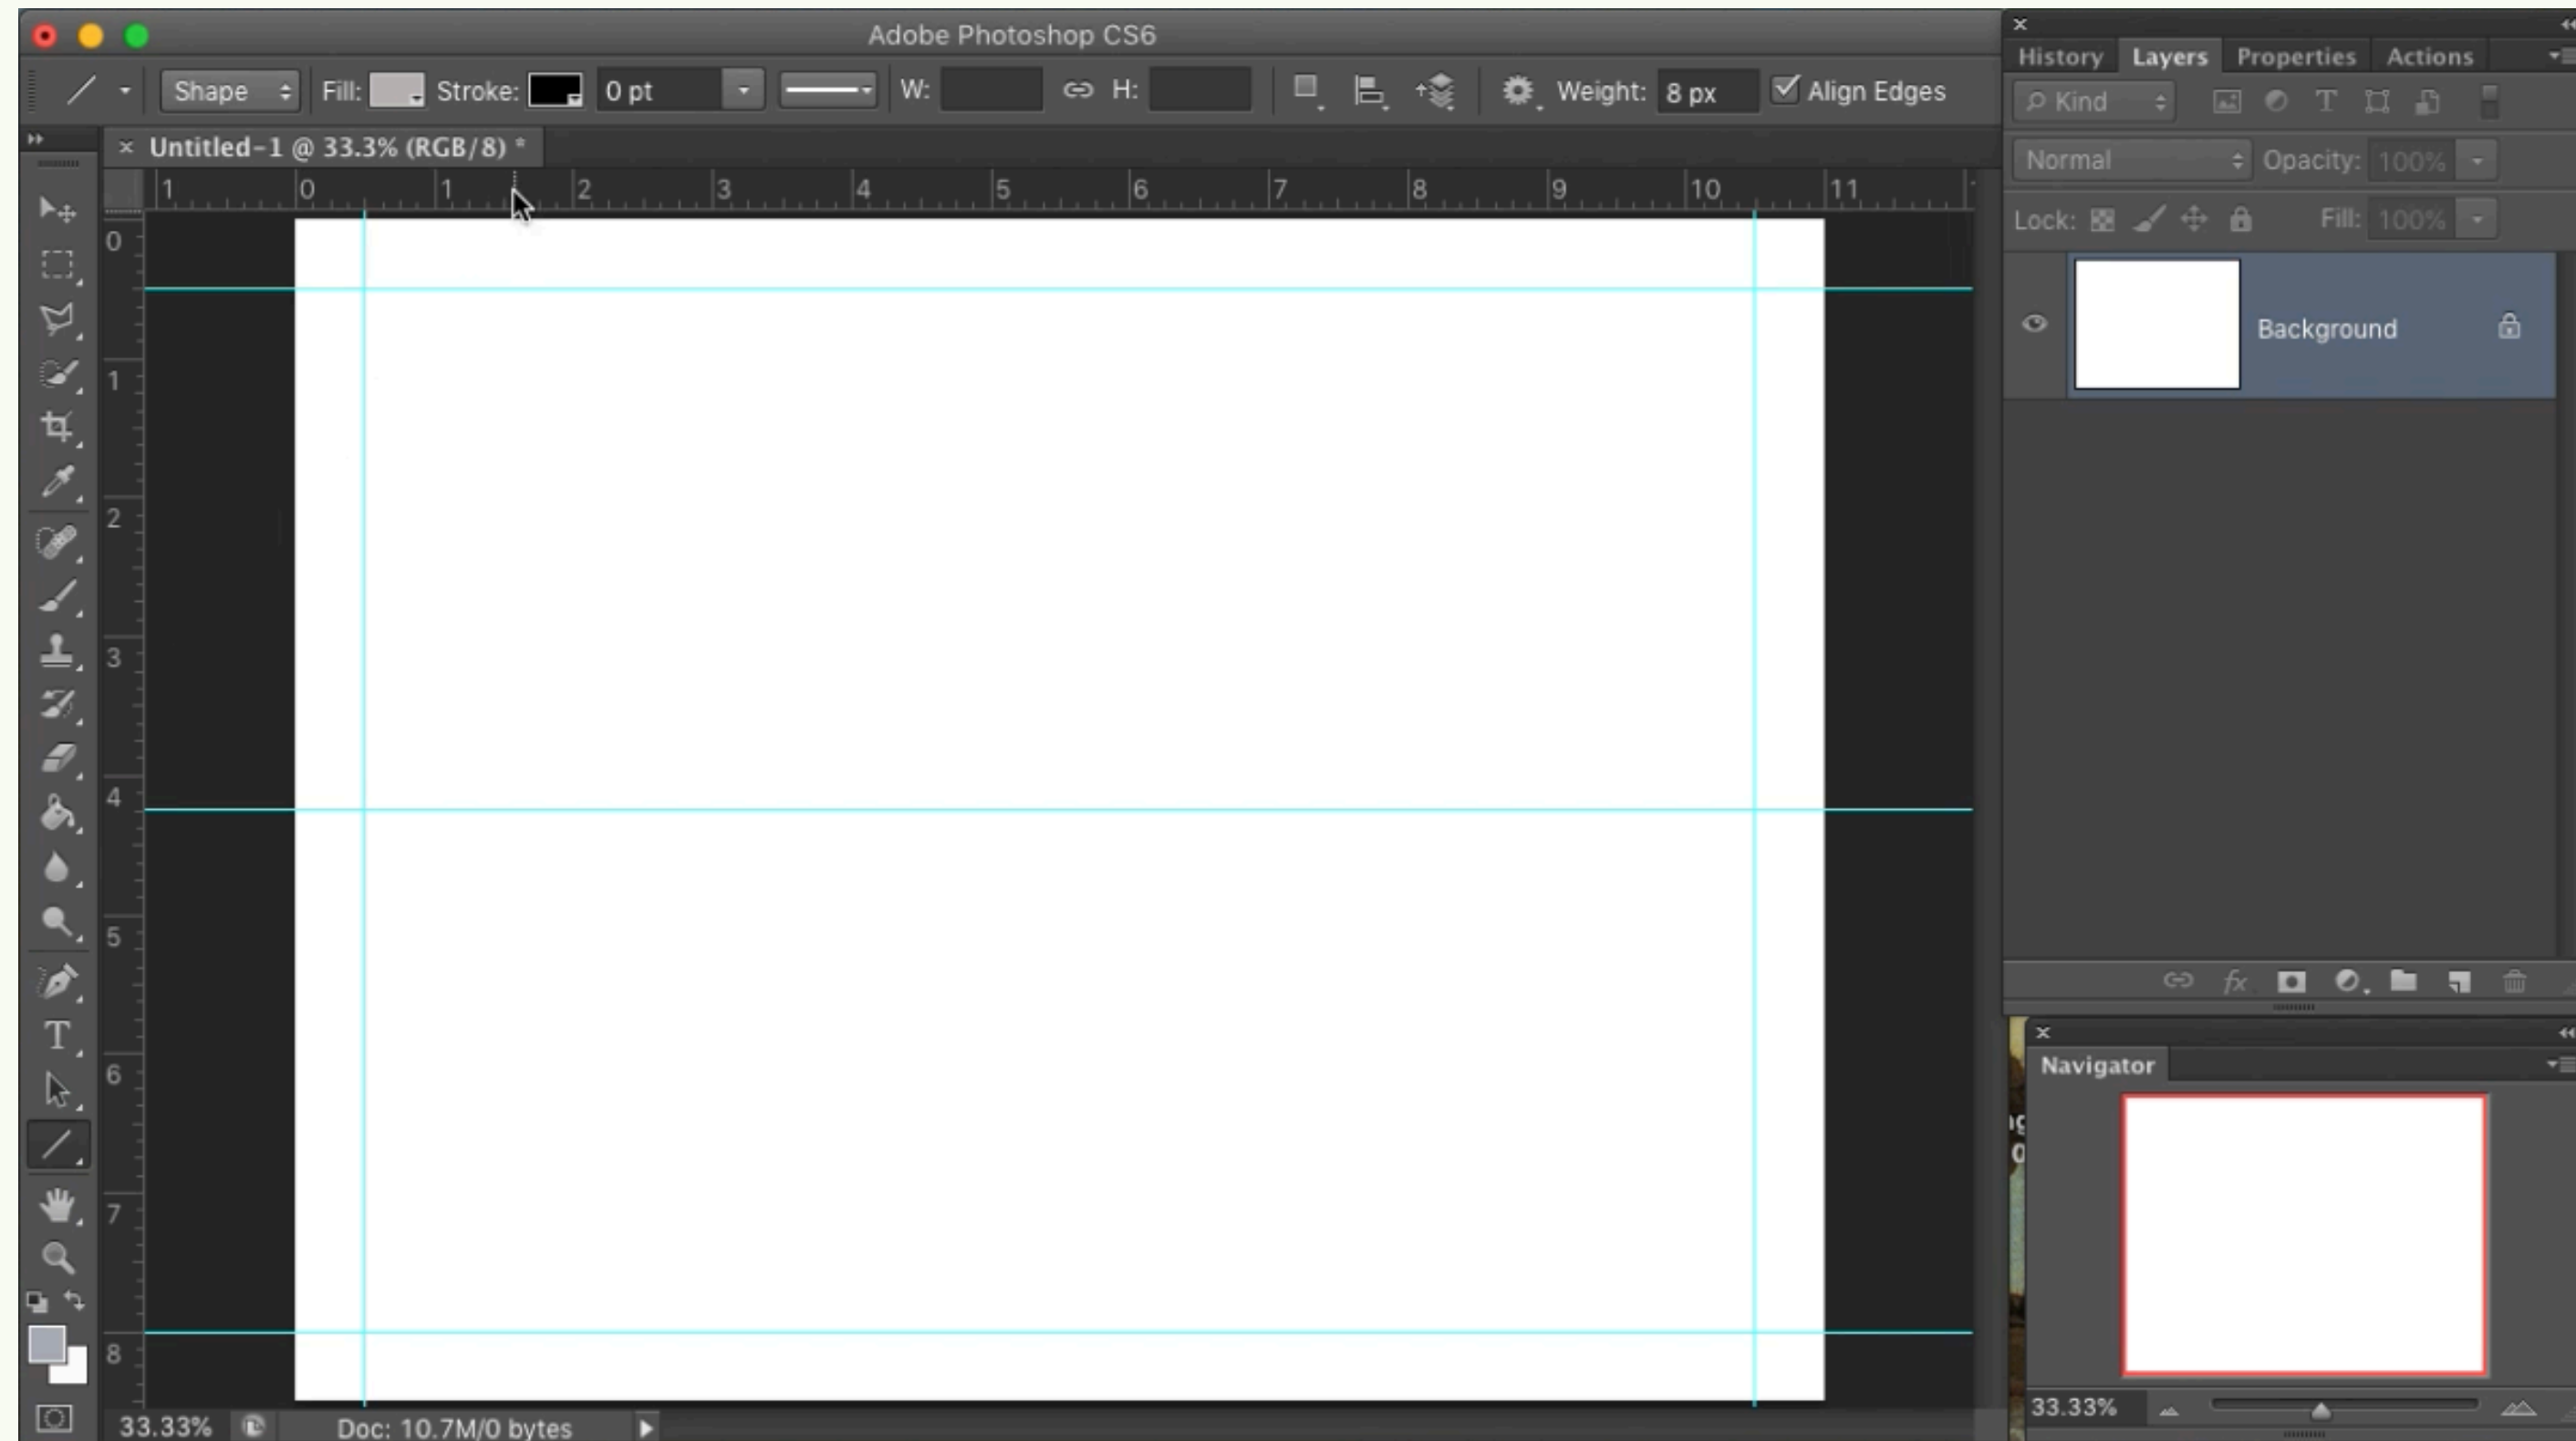 Adobe Photoshop CS6
Shape Fill: Stroke: 0 pt W: H: Weight: 8 px Align Edges
Untitled-1 @ 33.3% (RGB/8) *
1 0 1 2 3 4 5 6 7 8 9 10 11
0
1
2
3
4
5
6
7
8
33.33% Doc: 10.7M/0 bytes
History Layers Properties Actions
Kind
Normal Opacity: 100%
Lock: Fill: 100%
Background
fx
Navigator
33.33%